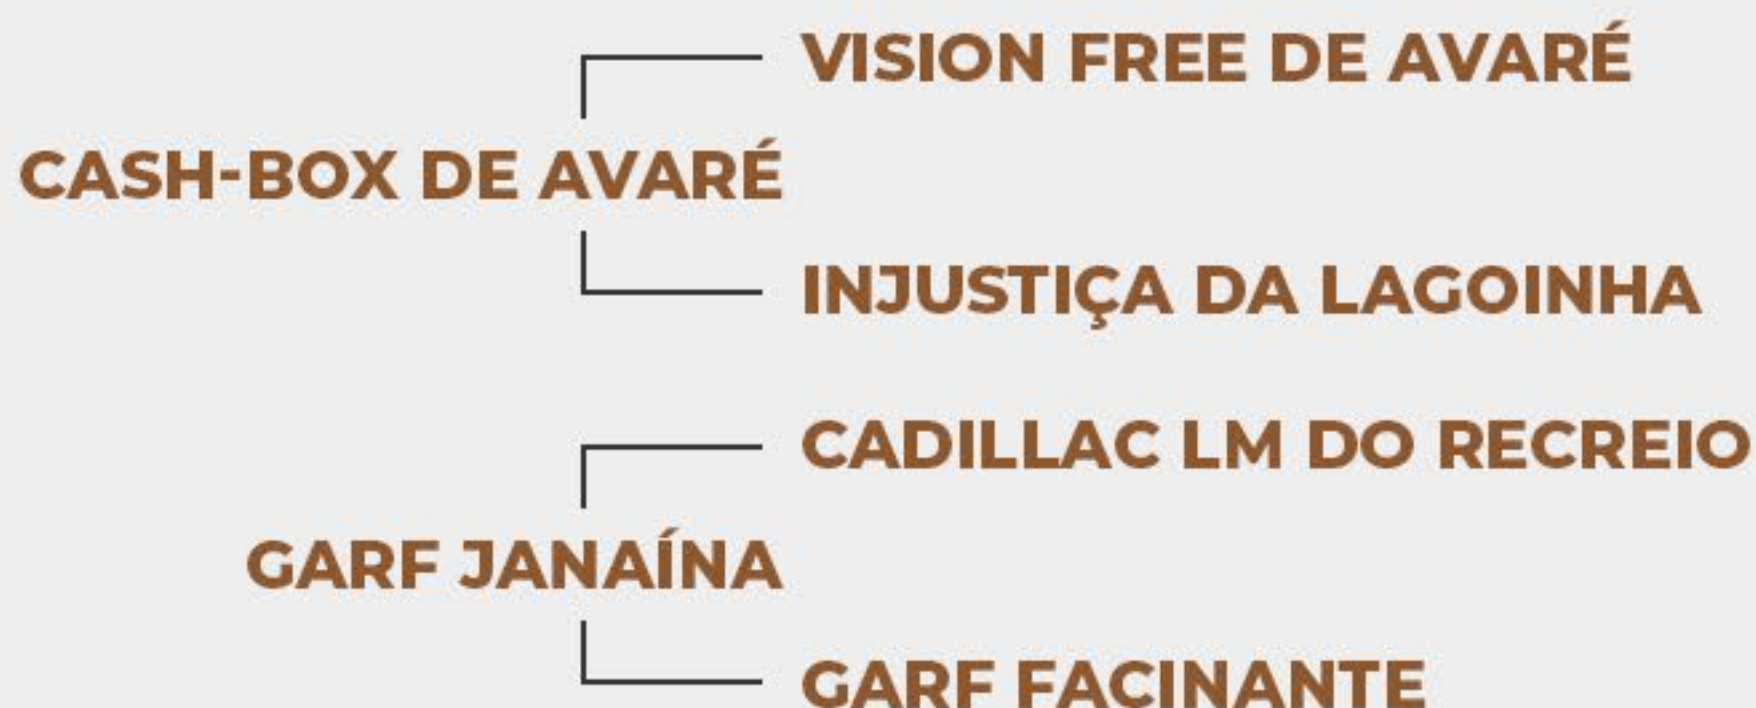 VISION FREE DE AVARÉ
CASH-BOX DE AVARÉ
INJUSTIÇA DA LAGOINHA
CADILLAC LM DO RECREIO
GARF JANAÍNA
GARF FACINANTE